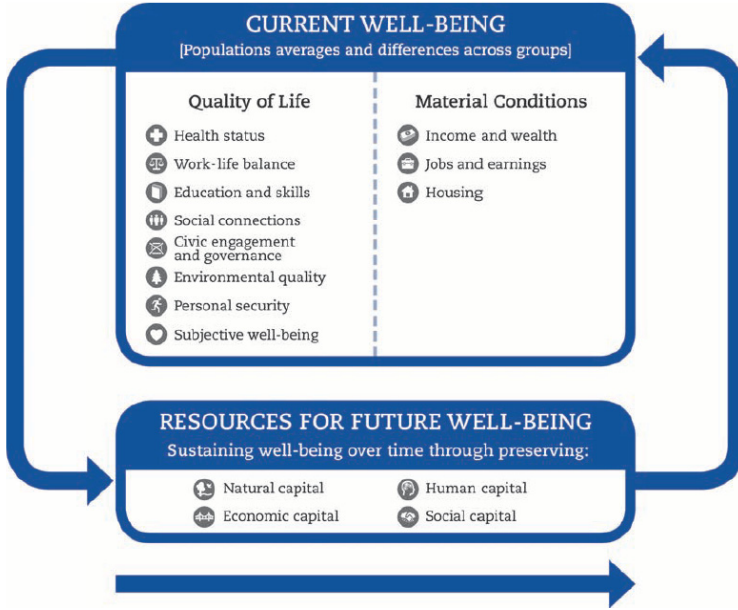 CURRENT WELL-BEING
[Populations averages and differences across groups]
Quality of Life
Health status
Work-life balance
Education and skills
Social connections
Civic engagement
and governance
Environmental quality
Personal security
Subjective well-being
Material Conditions
Income and wealth
Jobs and earnings
Housing
RESOURCES FOR FUTURE WELL-BEING
Sustaining well-being over time through preserving:
Natural capital
Human capital
Economic capital
Social capital